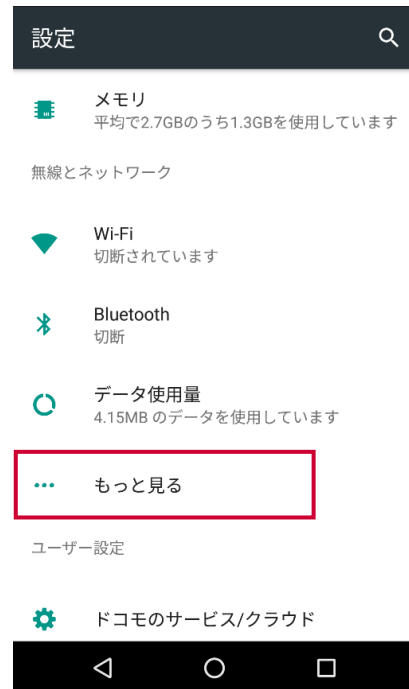 設定
メモリ
平均で2.7GBのうち1.3GBを使用しています
無線とネットワーク
Wi-Fi
切断されています
Bluetooth
切断
データ使用量
4.15MB のデータを使用しています
もっと見る
ユーザー設定
ドコモのサービス/クラウド